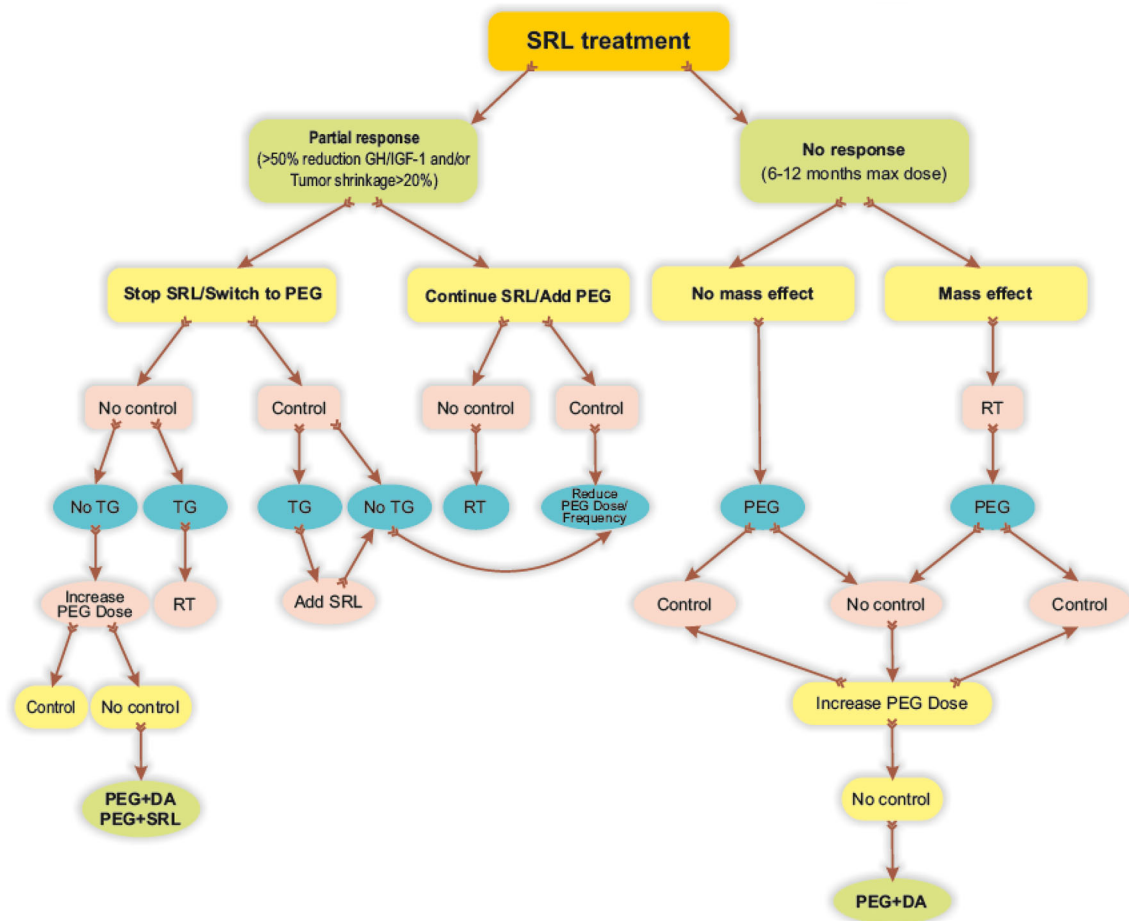 SRL treatment
Partial response
(>50% reduction GH/IGF-1 and/or
Tumor shrinkage>20%)
No response
(6-12 months max dose)
Stop SRL/Switch to PEG
Continue SRL/Add PEG
No mass effect
Mass effect
No control
Control
No control
Control
RT
No TG
TG
TG
No TG
RT
Reduce
PEG Dose/
Frequency
PEG
PEG
Increase
PEG Dose
RT
Add SRL
Control
No control
Control
Control
No control
Increase PEG Dose
PEG+DA
PEG+SRL
No control
PEG+DA